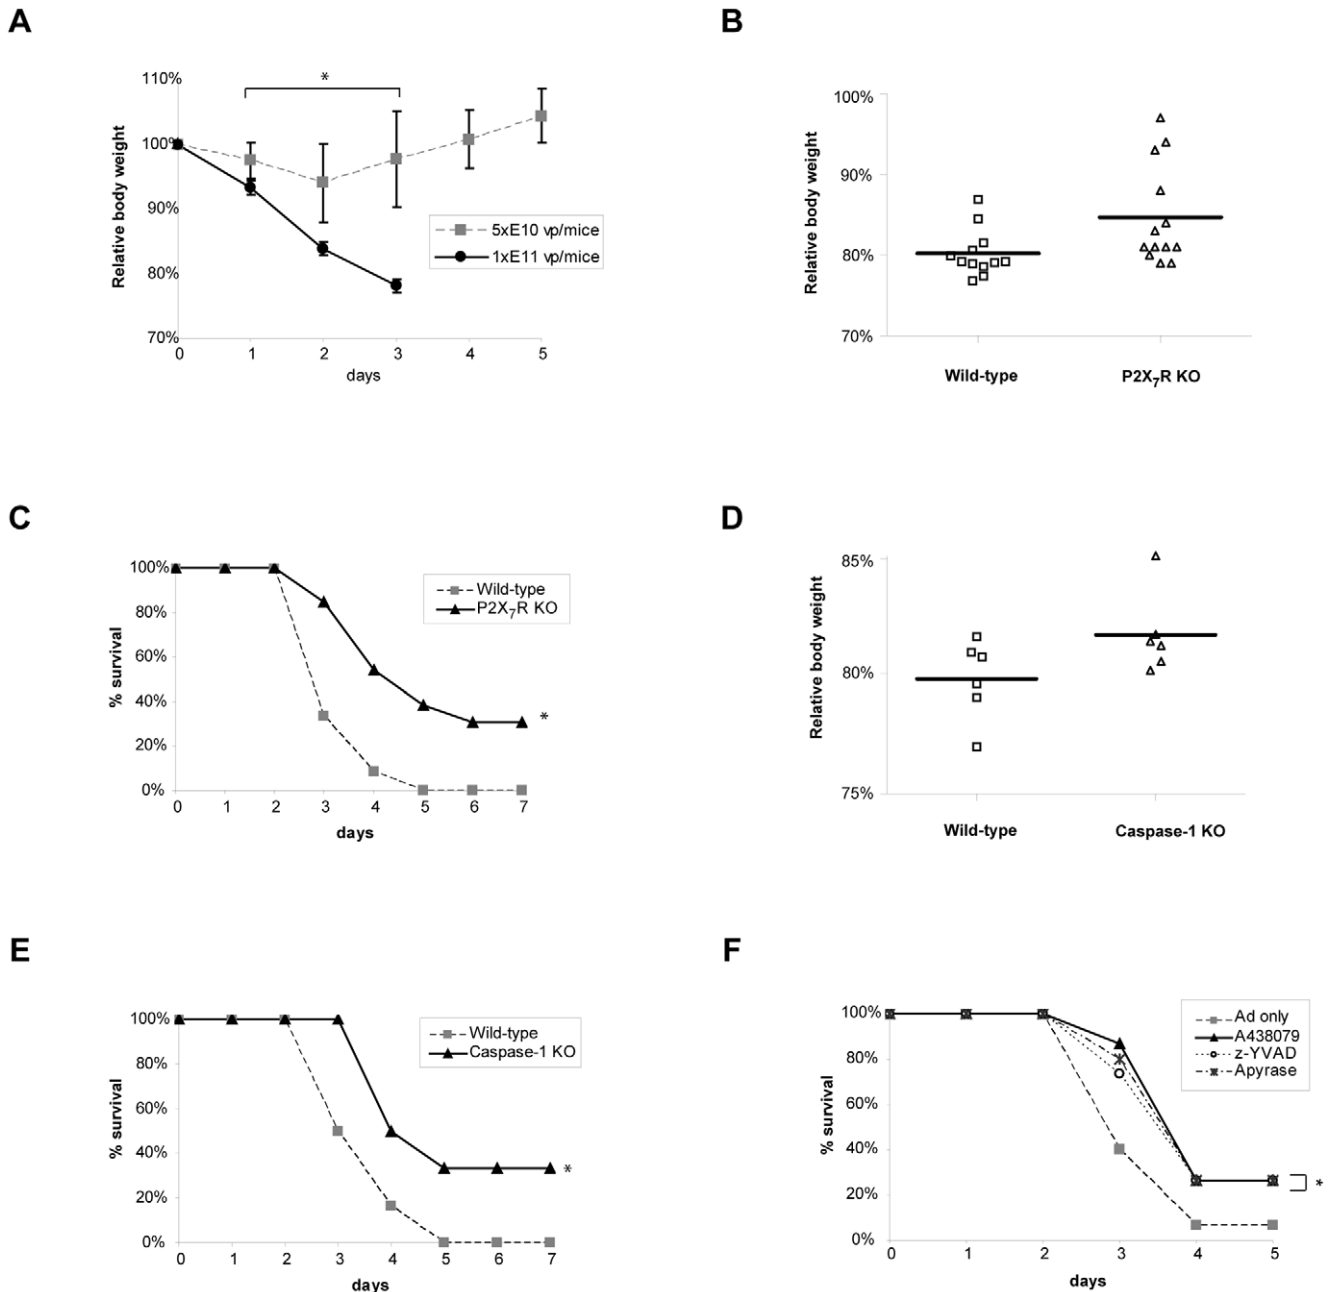 A
110%
100%
90%
80%
70%
Relative body weight
*
5xE10 vp/mice
1xE11 vp/mice
0 1 2 3 4 5
days
B
100%
90%
80%
70%
Relative body weight
Wild-type P2X7R KO
C
100%
80%
60%
40%
20%
0%
% survival
Wild-type
P2X7R KO
*
0 1 2 3 4 5 6 7
days
D
85%
80%
75%
Relative body weight
Wild-type Caspase-1 KO
E
100%
80%
60%
40%
20%
0%
% survival
Wild-type
Caspase-1 KO
*
0 1 2 3 4 5 6 7
days
F
100%
80%
60%
40%
20%
0%
% survival
Ad only
A438079
z-YVAD
Apyrase
*
0 1 2 3 4 5
days